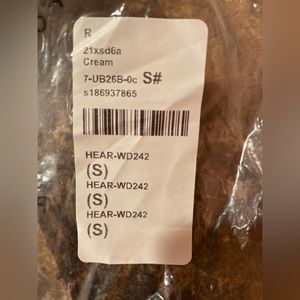 R
21xsd6a
Cream
7-UB26B-0c S#
s186937865
HEAR-WD242
(S)
HEAR-WD242
(S)
HEAR-WD242
(S)